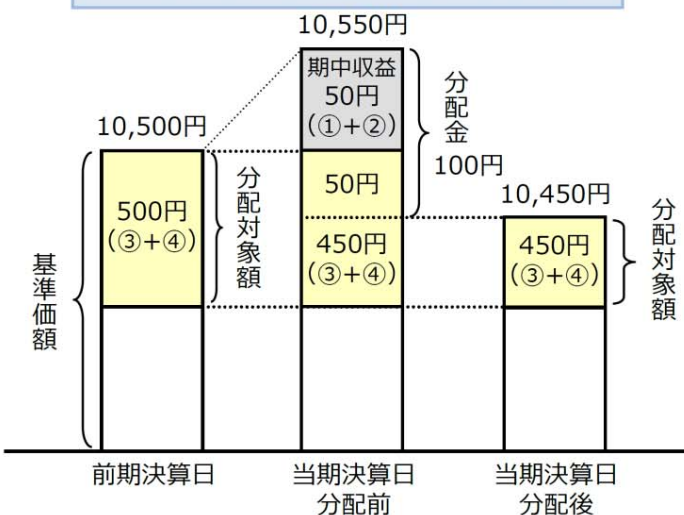 10,550円
期中収益
50円
(①+②)
分配金
100円
10,500円
500円
(③+④)
分配対象額
50円
450円
(③+④)
10,450円
450円
(③+④)
分配対象額
基準価額
前期決算日
当期決算日
分配前
当期決算日
分配後